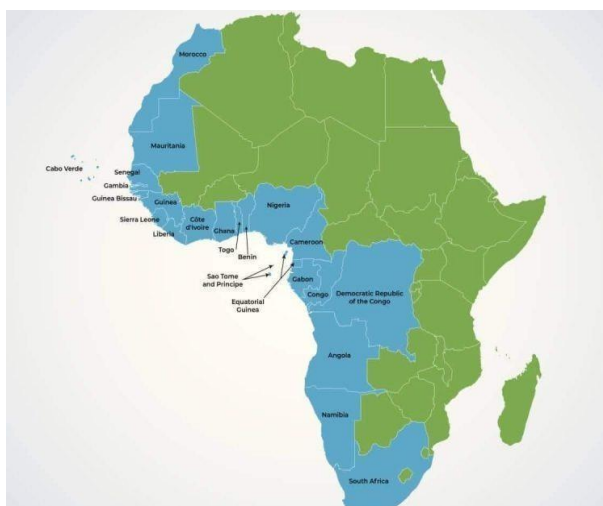 Morocco
Mauritania
Cabo Verde
Senegal
Gambia
Guinea Bissau
Guinea
Sierra Leone
Liberia
Côte
d'Ivoire
Ghana
Togo
Benin
Nigeria
Cameroon
Sao Tome
and Principe
Equatorial
Guinea
Gabon
Congo
Democratic Republic
of the Congo
Angola
Namibia
South Africa